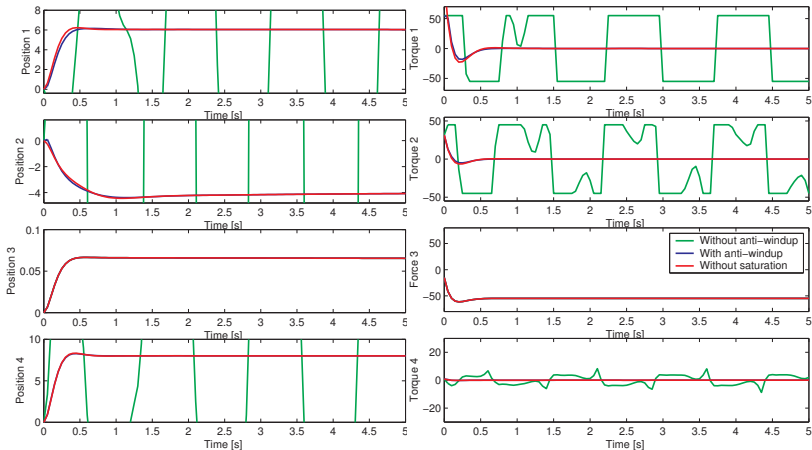 8
6
4
2
0
Position 1
0 0.5 1 1.5 2 2.5 3 3.5 4 4.5 5
Time [s]
0
−2
−4
Position 2
0 0.5 1 1.5 2 2.5 3 3.5 4 4.5 5
Time [s]
0.1
0.05
0
Position 3
0 0.5 1 1.5 2 2.5 3 3.5 4 4.5 5
Time [s]
10
5
0
Position 4
0 0.5 1 1.5 2 2.5 3 3.5 4 4.5 5
Time [s]
50
0
−50
Torque 1
0 0.5 1 1.5 2 2.5 3 3.5 4 4.5 5
Time [s]
50
0
−50
Torque 2
0 0.5 1 1.5 2 2.5 3 3.5 4 4.5 5
Time [s]
50
0
−50
Force 3
Without anti−windup
With anti−windup
Without saturation
0 0.5 1 1.5 2 2.5 3 3.5 4 4.5 5
Time [s]
20
0
−20
Torque 4
0 0.5 1 1.5 2 2.5 3 3.5 4 4.5 5
Time [s]